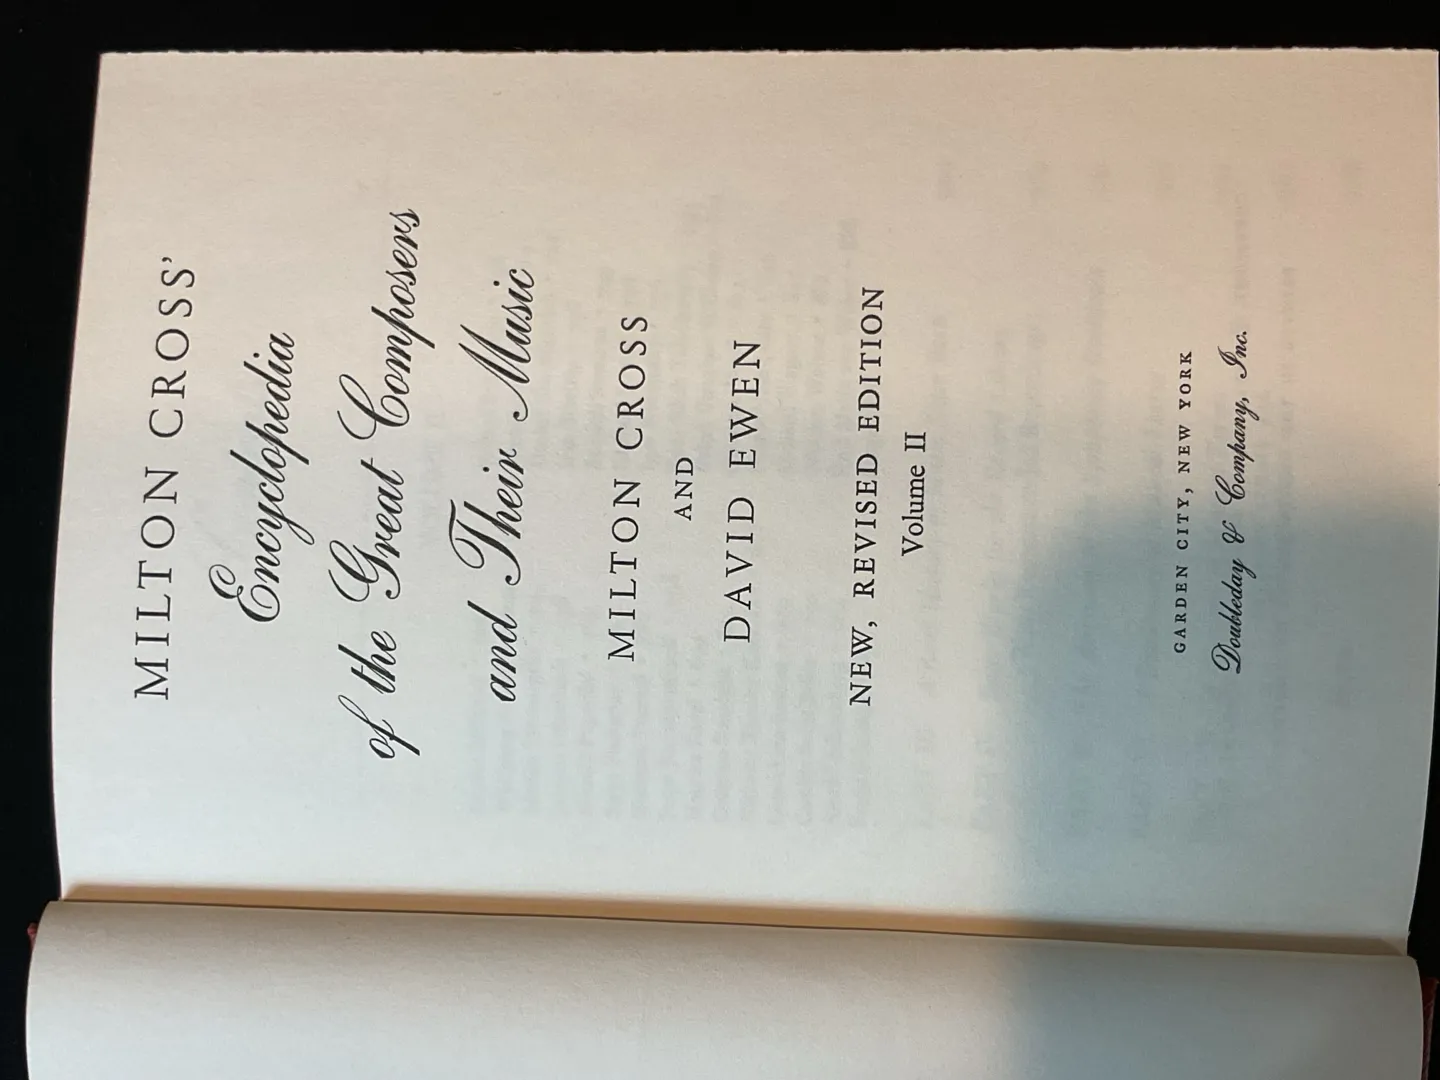 MILTON CROSS'
Encyclopedia
of the Great Composers
and Their Music
MILTON CROSS
AND
DAVID EWEN
NEW, REVISED EDITION
Volume II
GARDEN CITY, NEW YORK
Doubleday & Company, Inc.